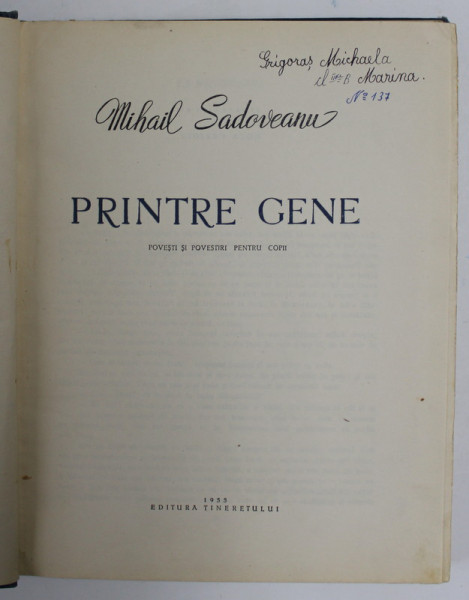 Grigoraș Michaela
Marina.
Nº 137
Mihail Sadoveanu
PRINTRE GENE
POVEȘTI ȘI POVESTIRI PENTRU COPII
1955
EDITURA TINERETULUI